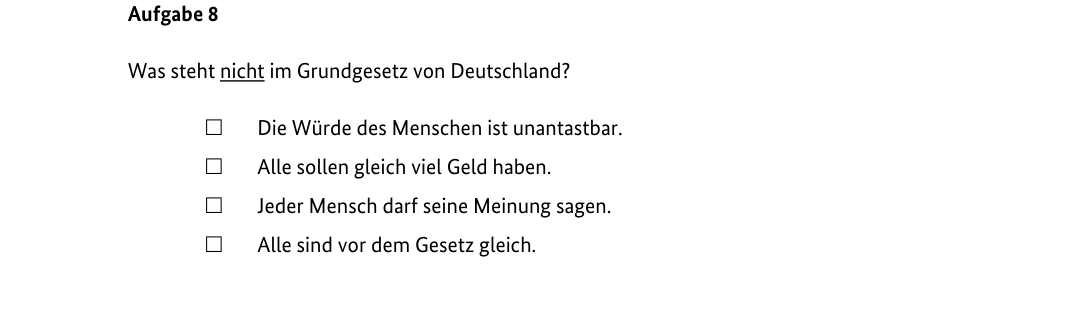 Aufgabe 8
Was steht nicht im Grundgesetz von Deutschland?
☐ Die Würde des Menschen ist unantastbar.
☐ Alle sollen gleich viel Geld haben.
☐ Jeder Mensch darf seine Meinung sagen.
☐ Alle sind vor dem Gesetz gleich.